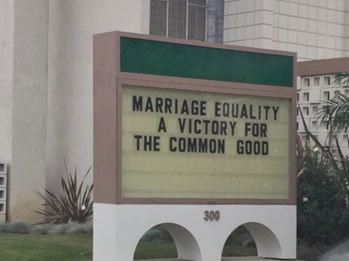 MARRIAGE EQUALITY
A VICTORY FOR
THE COMMON GOOD
300